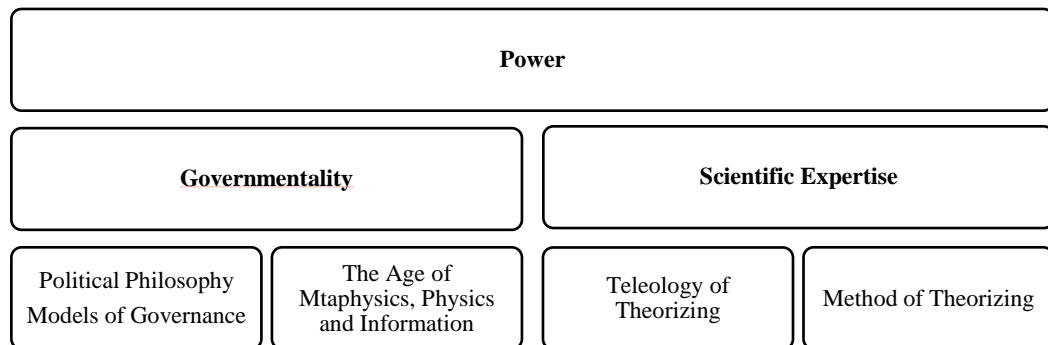 Power
Governmentality
Scientific Expertise
Political Philosophy
Models of Governance
The Age of
Mtaphysics, Physics
and Information
Teleology of
Theorizing
Method of Theorizing